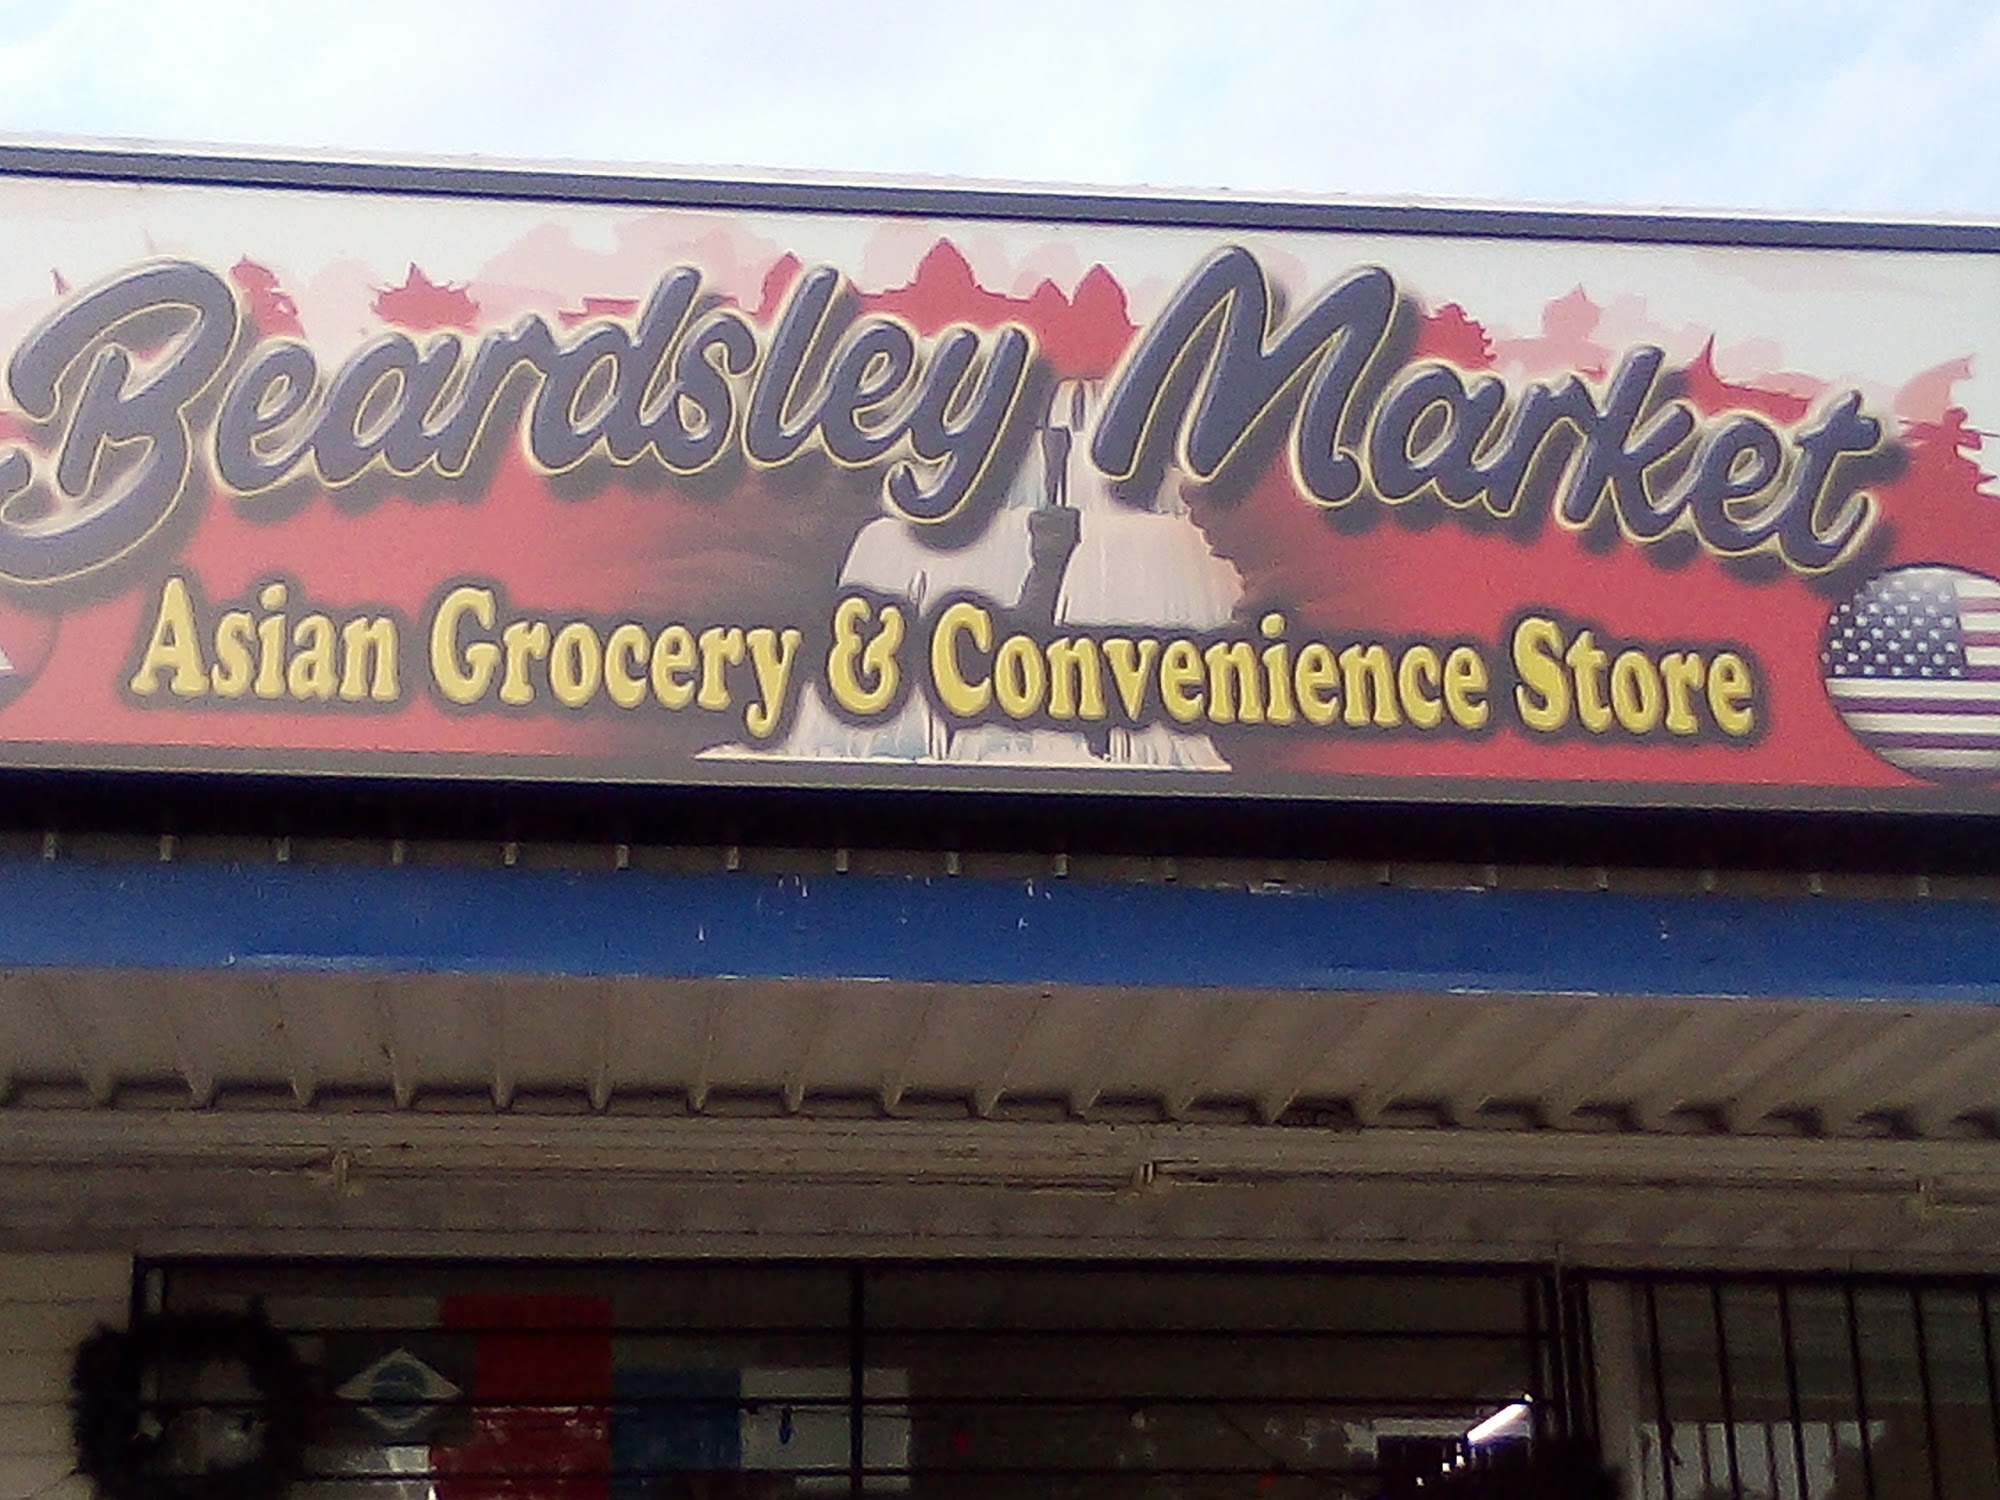 Beardsley Market
Asian Grocery & Convenience Store